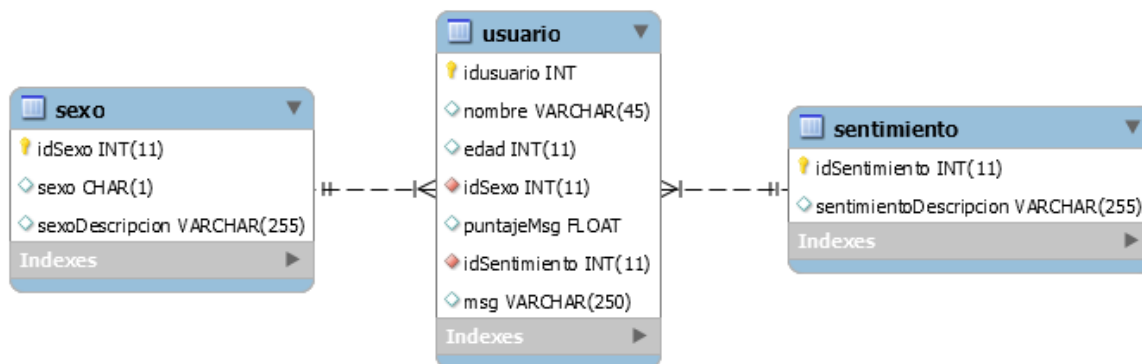 sexo
idSexo INT(11)
sexo CHAR(1)
sexoDescripcion VARCHAR(255)
Indexes
usuario
idusuario INT
nombre VARCHAR(45)
edad INT(11)
idSexo INT(11)
puntajeMsg FLOAT
idSentimiento INT(11)
msg VARCHAR(250)
Indexes
sentimiento
idSentimiento INT(11)
sentimientoDescripcion VARCHAR(255)
Indexes